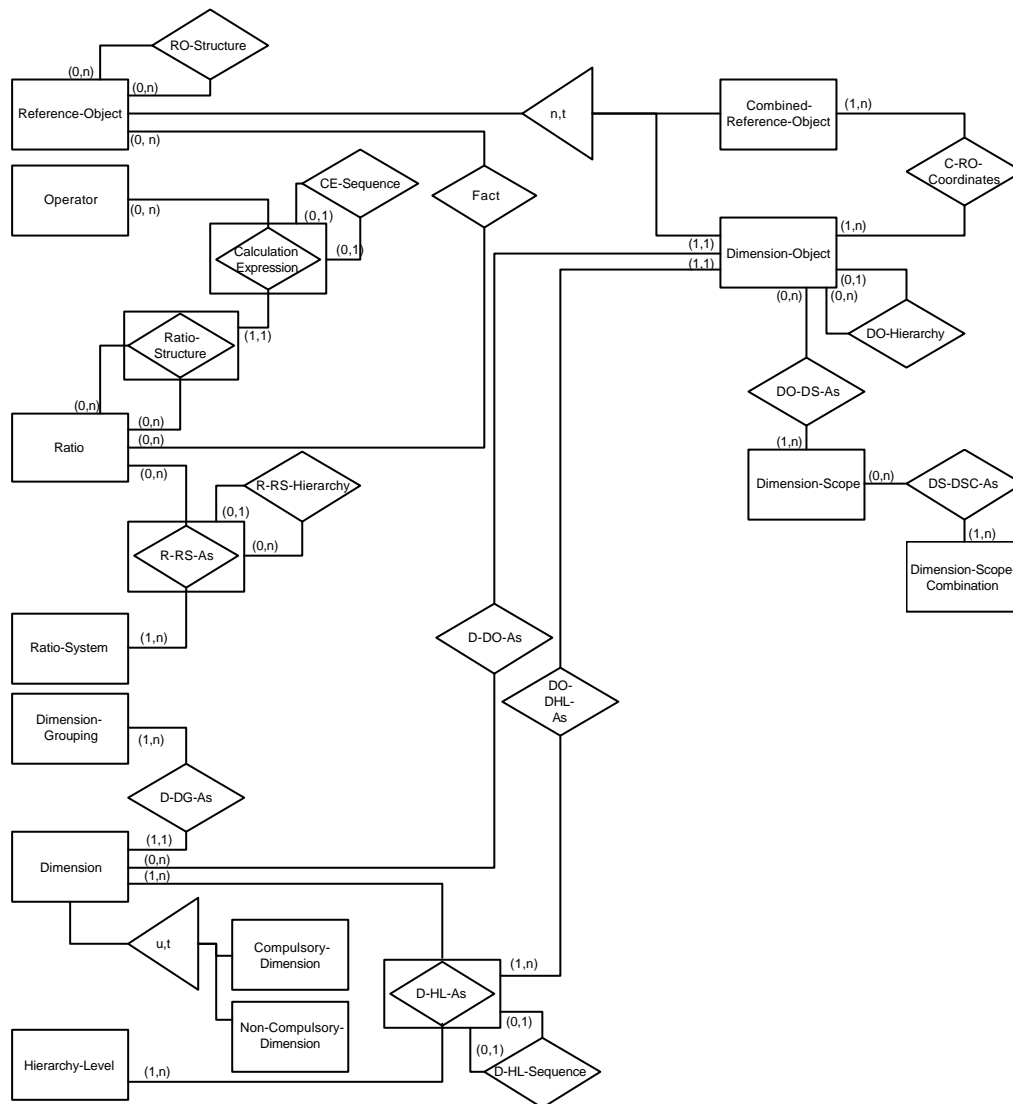 RO-Structure
(0,n)
(0,n)
Reference-Object
(0, n)
n,t
Combined-
Reference-Object
(1,n)
C-RO-
Coordinates
(1,n)
Operator
(0, n)
CE-Sequence
(0,1)
(0,1)
Calculation
Expression
Fact
(1,1)
(1,1)
Dimension-Object
(0,1)
(0,n)
(0,n)
DO-Hierarchy
Ratio-
Structure
(1,1)
(0,n)
(0,n)
Ratio
(0,n)
(0,n)
DO-DS-As
(1,n)
Dimension-Scope
(0,n)
DS-DSC-As
(1,n)
Dimension-Scope-
Combination
R-RS-Hierarchy
(0,1)
(0,n)
R-RS-As
Ratio-System
(1,n)
D-DO-As
DO-
DHL-
As
Dimension-
Grouping
(1,n)
D-DG-As
(1,1)
Dimension
(0,n)
(1,n)
u,t
Compulsory-
Dimension
Non-Compulsory-
Dimension
D-HL-As
(1,n)
(0,1)
(0,1)
D-HL-Sequence
Hierarchy-Level
(1,n)